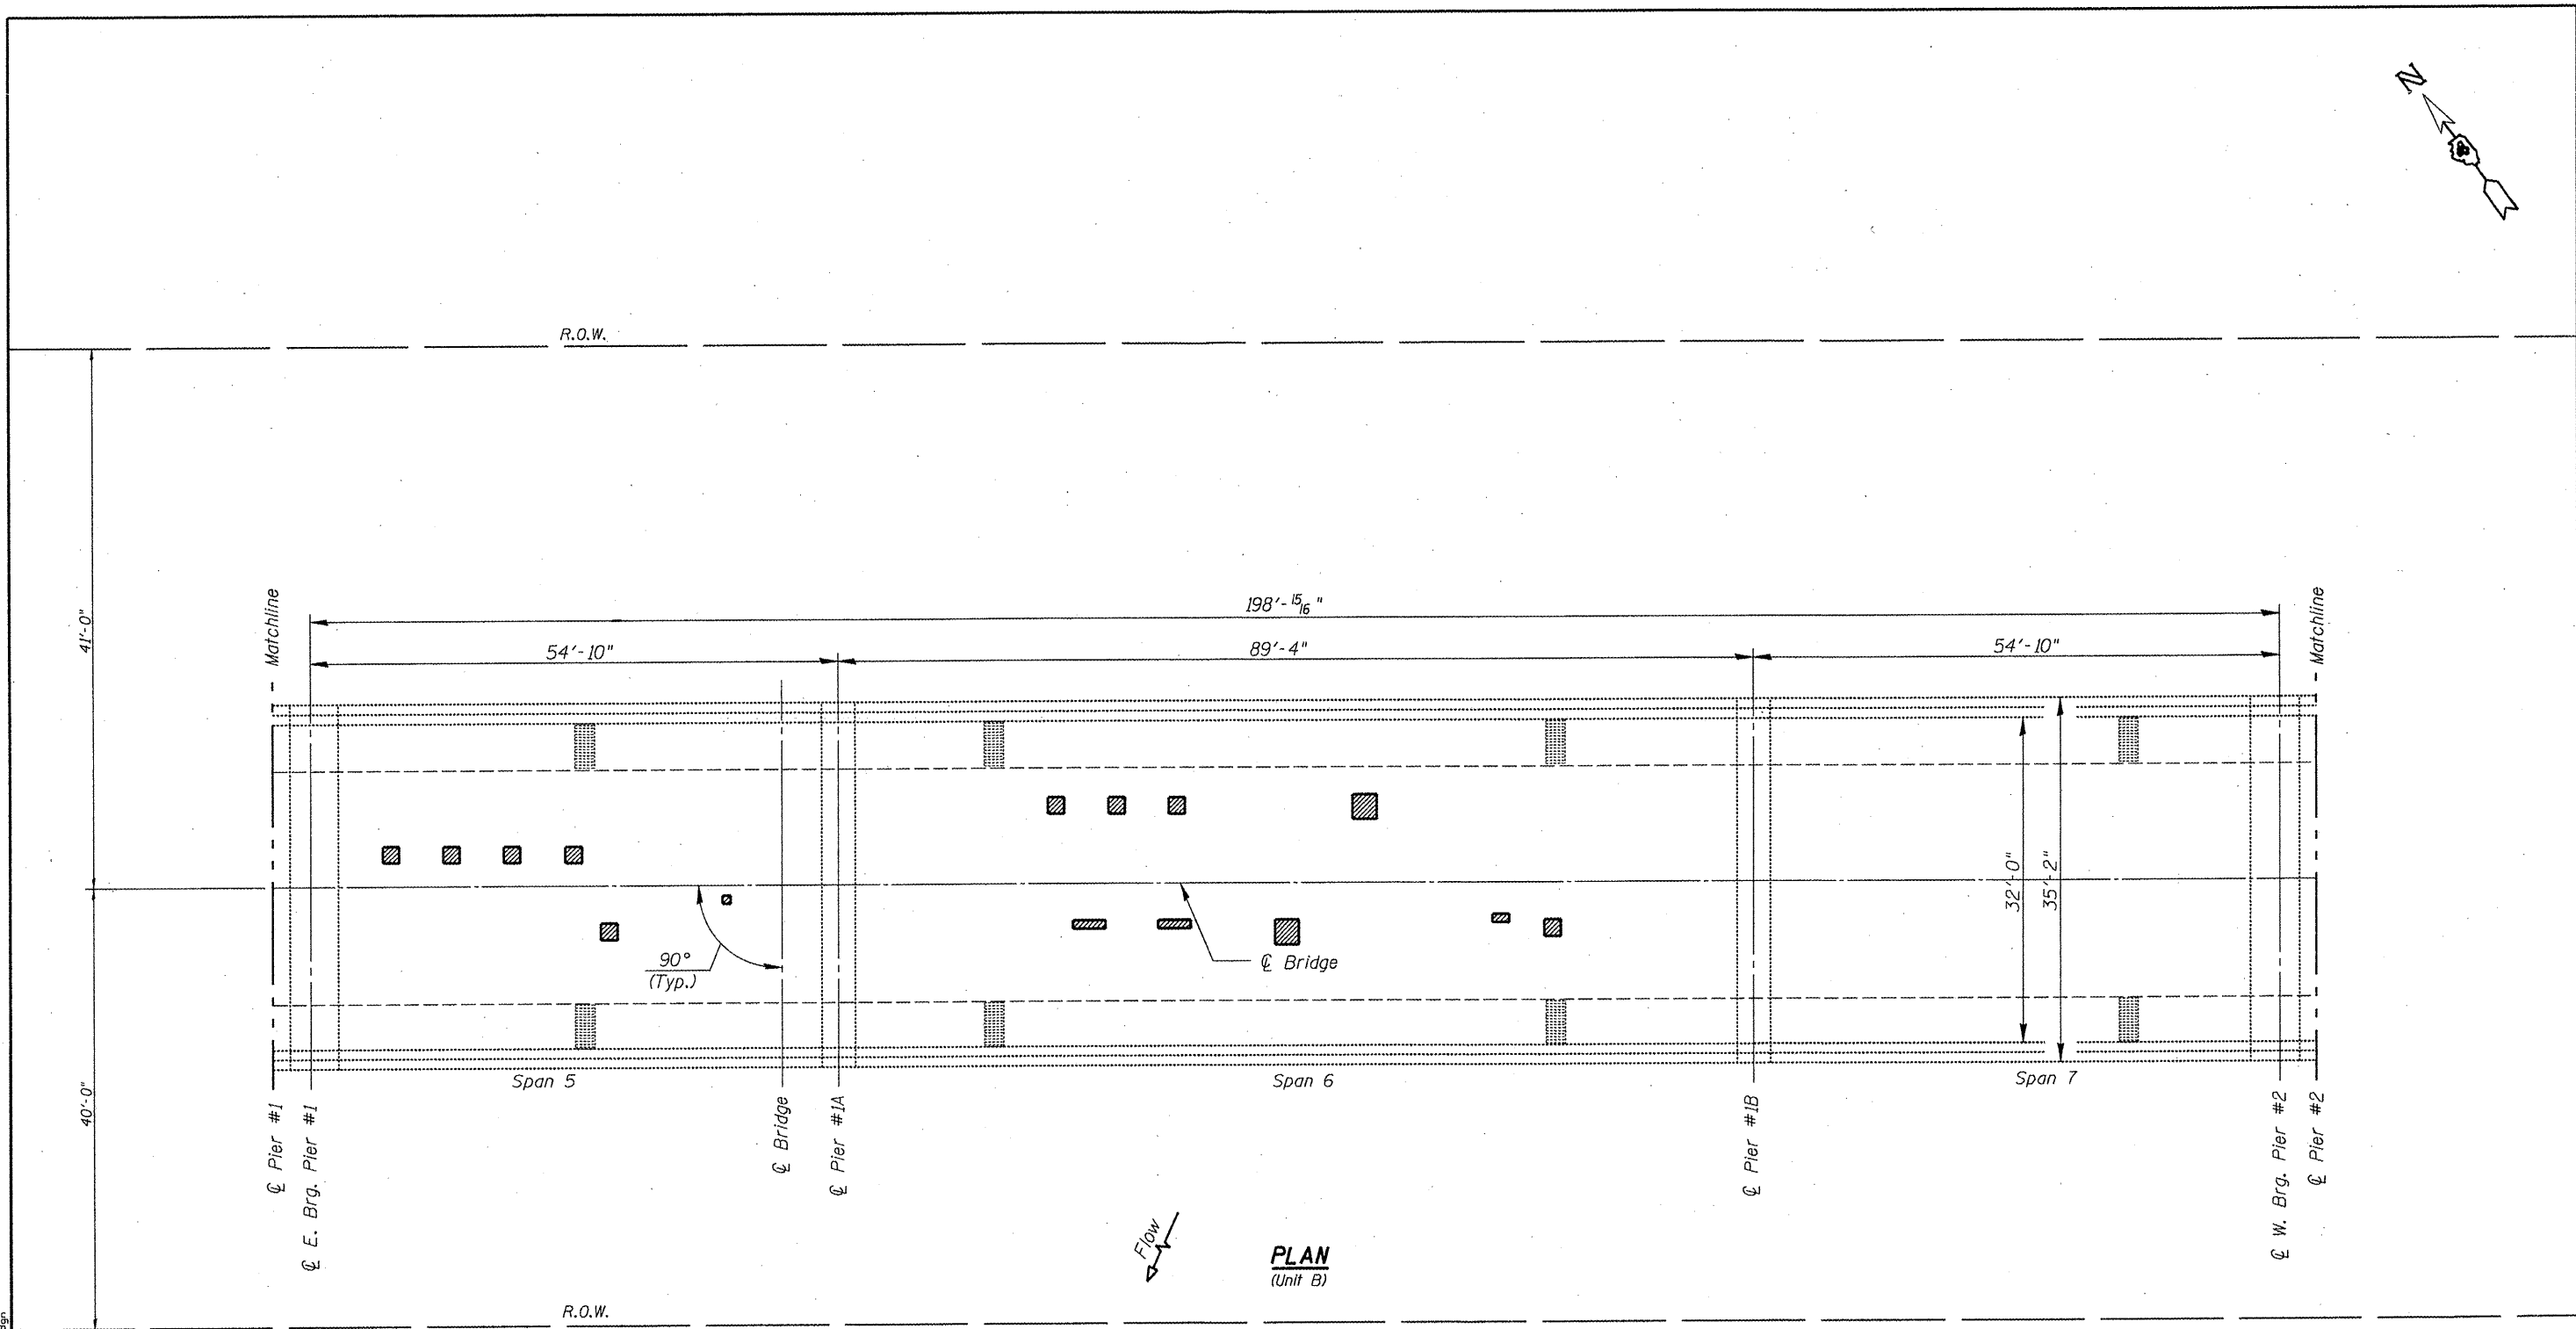 N
R.O.W.
41'-0"
Matchline
Matchline
198'-15/16"
54'-10"
89'-4"
54'-10"
32'-0"
35'-2"
90°
(Typ.)
℄ Bridge
Span 5
Span 6
Span 7
40'-0"
℄ Pier #1
℄ E. Brg. Pier #1
℄ Bridge
℄ Pier #1A
℄ Pier #1B
℄ W. Brg. Pier #2
℄ Pier #2
Flow
PLAN
(Unit B)
R.O.W.